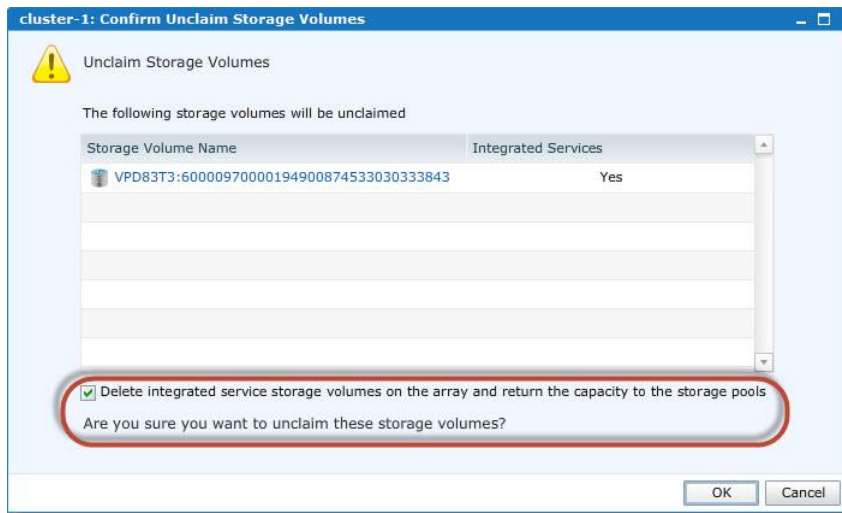 cluster-1: Confirm Unclaim Storage Volumes
Unclaim Storage Volumes
The following storage volumes will be unclaimed
Storage Volume Name Integrated Services
VPD83T3:60000970000194900874533030333843 Yes
Delete integrated service storage volumes on the array and return the capacity to the storage pools
Are you sure you want to unclaim these storage volumes?
OK Cancel